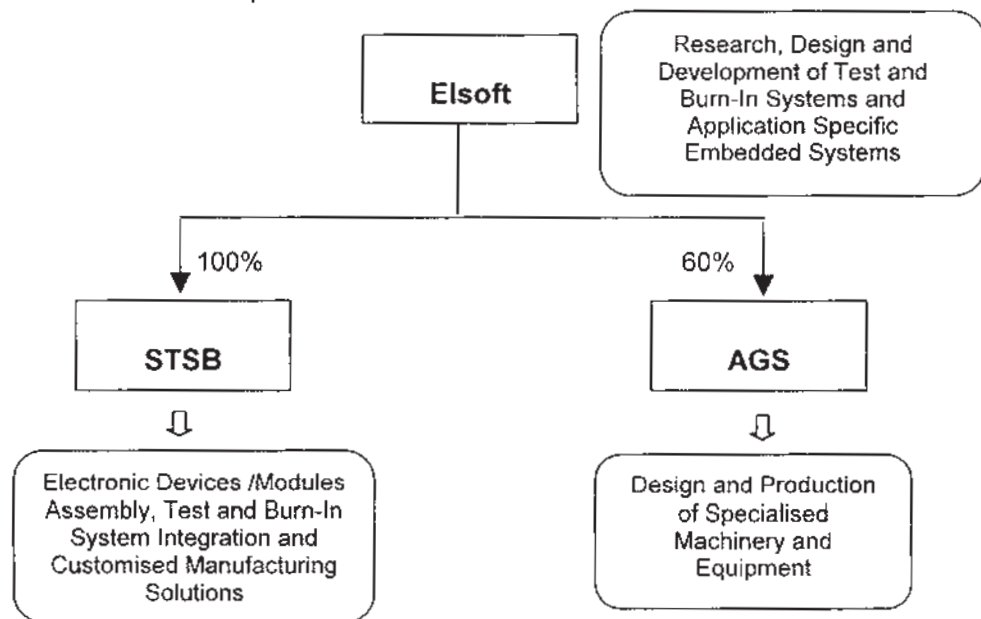 Elsoft
Research, Design and
Development of Test and
Burn-In Systems and
Application Specific
Embedded Systems
100%
60%
STSB
AGS
Electronic Devices /Modules
Assembly, Test and Burn-In
System Integration and
Customised Manufacturing
Solutions
Design and Production
of Specialised
Machinery and
Equipment